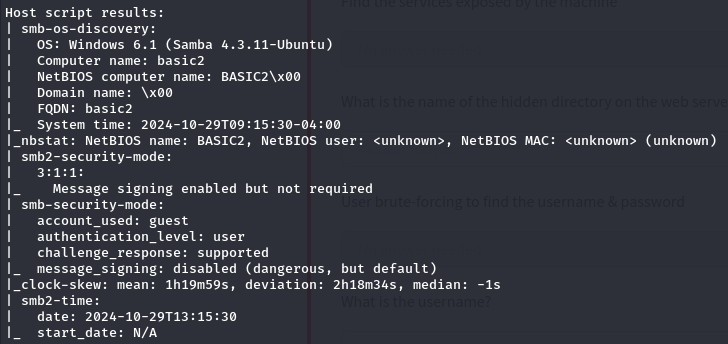 Host script results:
| smb-os-discovery:
|   OS: Windows 6.1 (Samba 4.3.11-Ubuntu)
|   Computer name: basic2
|   NetBIOS computer name: BASIC2\x00
|   Domain name: \x00
|   FQDN: basic2
|_  System time: 2024-10-29T09:15:30-04:00
|_nbstat: NetBIOS name: BASIC2, NetBIOS user: <unknown>, NetBIOS MAC: <unknown> (unknown)
| smb2-security-mode:
|   3:1:1:
|_    Message signing enabled but not required
| smb-security-mode:
|   account_used: guest
|   authentication_level: user
|   challenge_response: supported
|_  message_signing: disabled (dangerous, but default)
|_clock-skew: mean: 1h19m59s, deviation: 2h18m34s, median: -1s
| smb2-time:
|   date: 2024-10-29T13:15:30
|_  start_date: N/A
Find the services exposed by the machine
What is the name of the hidden directory on the web serve
User brute-forcing to find the username & password
What is the username?